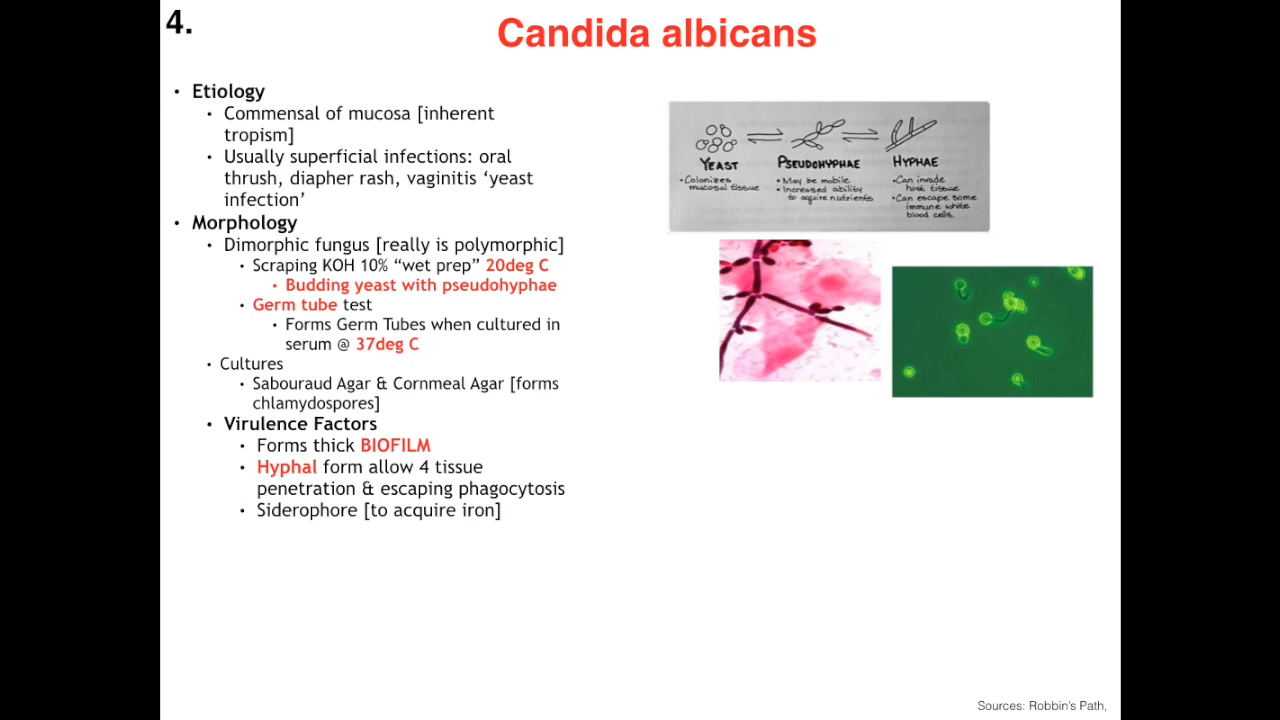 4.
Candida albicans
• Etiology
• Commensal of mucosa [inherent
tropism]
• Usually superficial infections: oral
thrush, diapher rash, vaginitis ‘yeast
infection’
• Morphology
• Dimorphic fungus [really is polymorphic]
• Scraping KOH 10% “wet prep” 20deg C
• Budding yeast with pseudohyphae
• Germ tube test
• Forms Germ Tubes when cultured in
serum @ 37deg C
• Cultures
• Sabouraud Agar & Cornmeal Agar [forms
chlamydospores]
• Virulence Factors
• Forms thick BIOFILM
• Hyphal form allow 4 tissue
penetration & escaping phagocytosis
• Siderophore [to acquire iron]
YEAST
• Colonizes
mucosal tissue
PSEUDOHYPHAE
• May be mobile
• Increased ability
to aquire nutrients
HYPHAE
• Can invade
host tissue
• Can escape some
immune white
blood cells.
Sources: Robbin's Path,